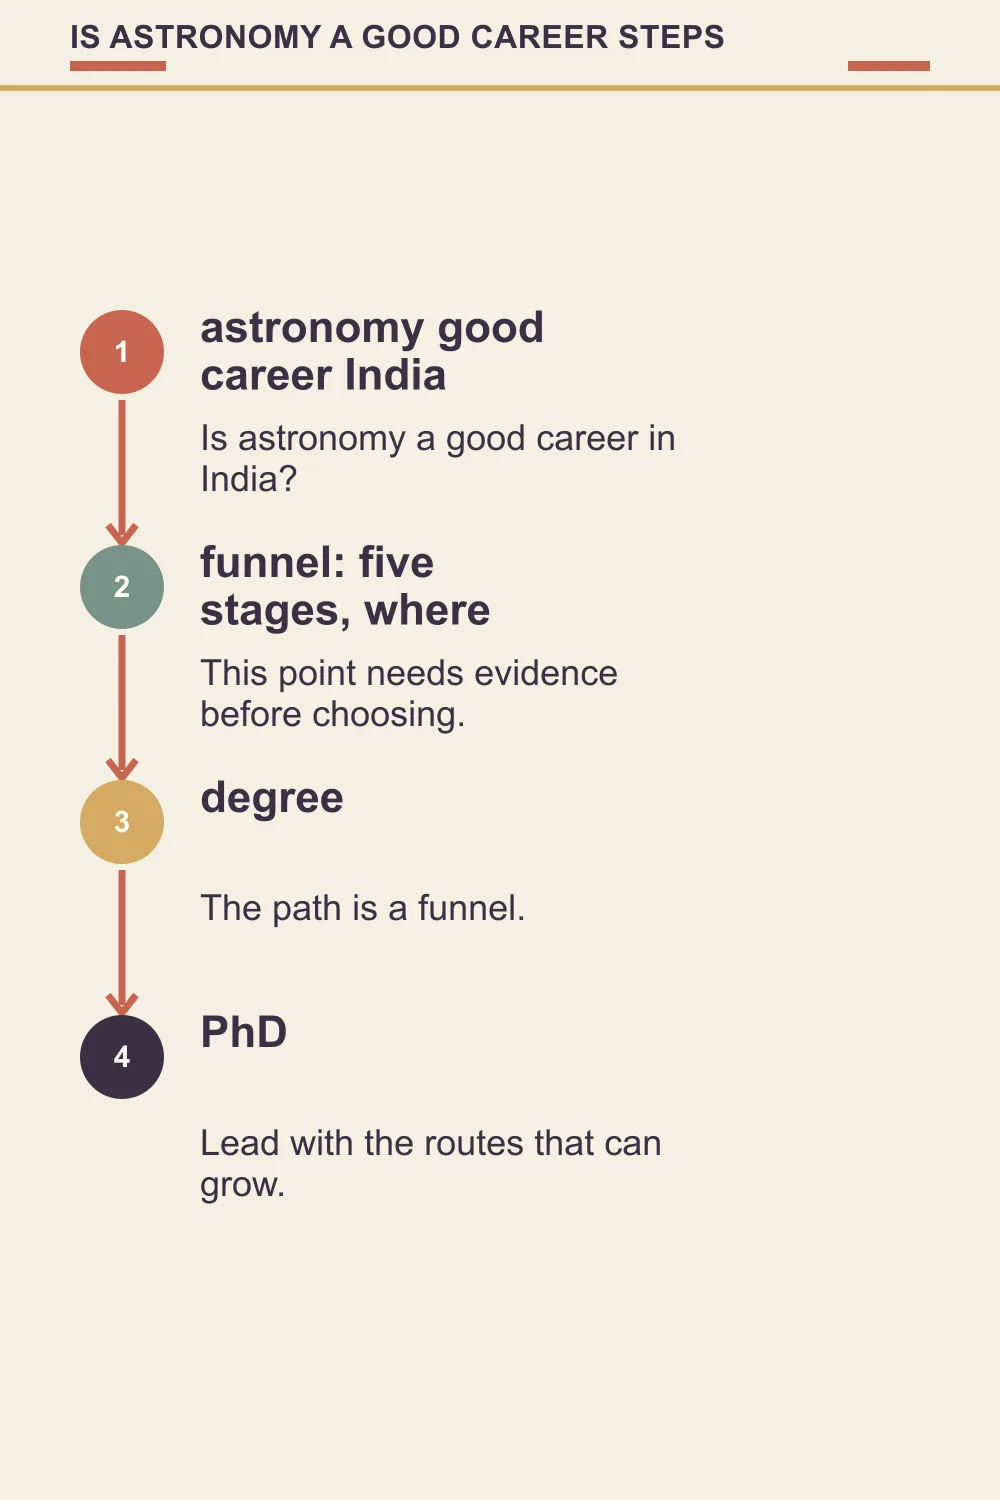 IS ASTRONOMY A GOOD CAREER STEPS
1
astronomy good
career India
Is astronomy a good career in
India?
2
funnel: five
stages, where
This point needs evidence
before choosing.
3
degree
The path is a funnel.
4
PhD
Lead with the routes that can
grow.